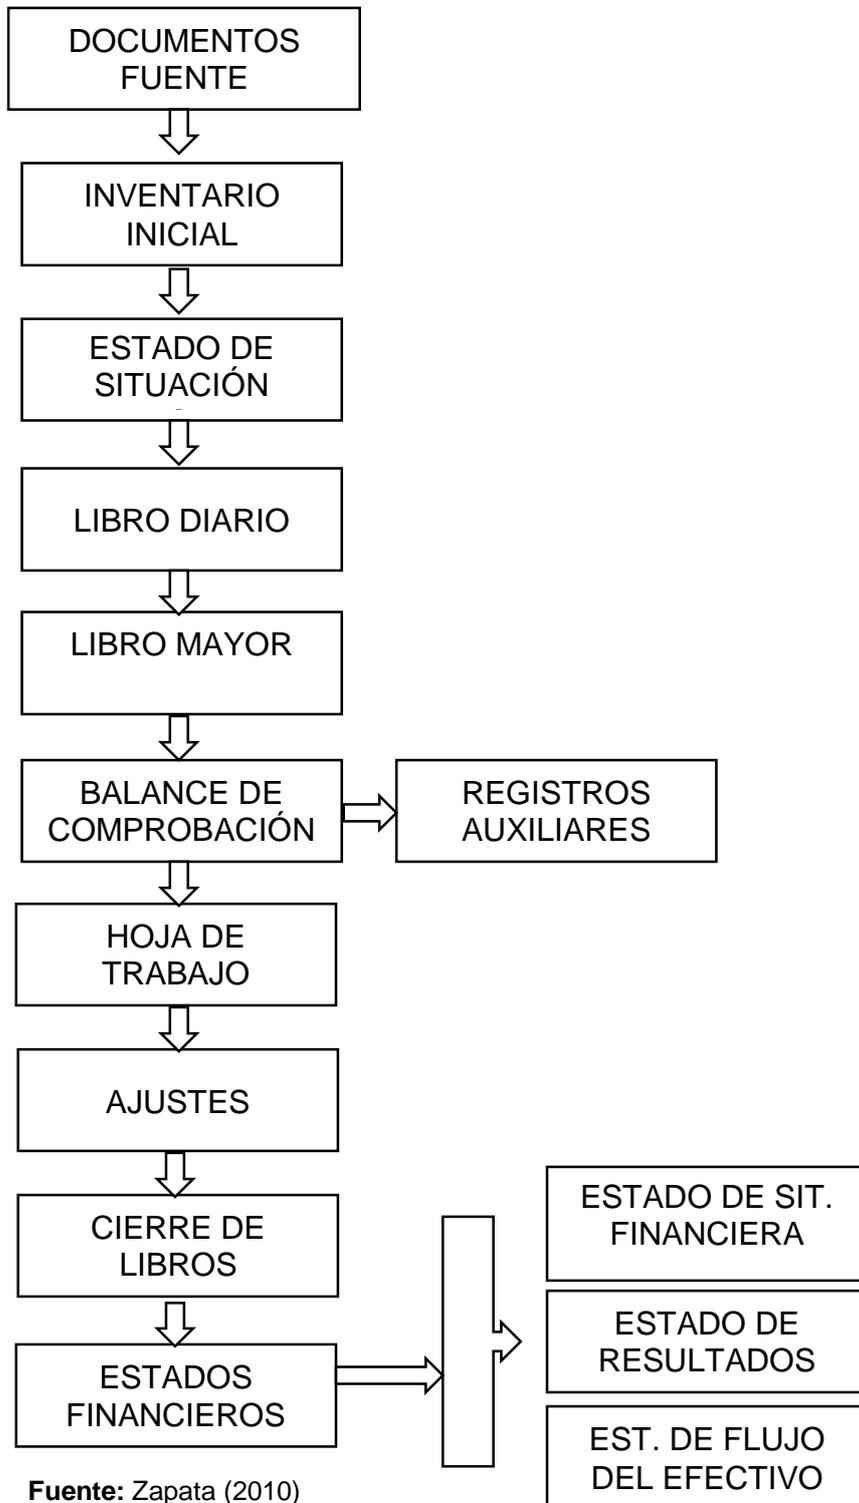 DOCUMENTOS
FUENTE
INVENTARIO
INICIAL
ESTADO DE
SITUACIÓN
LIBRO DIARIO
LIBRO MAYOR
BALANCE DE
COMPROBACIÓN
REGISTROS
AUXILIARES
HOJA DE
TRABAJO
AJUSTES
CIERRE DE
LIBROS
ESTADOS
FINANCIEROS
ESTADO DE SIT.
FINANCIERA
ESTADO DE
RESULTADOS
EST. DE FLUJO
DEL EFECTIVO
Fuente: Zapata (2010)